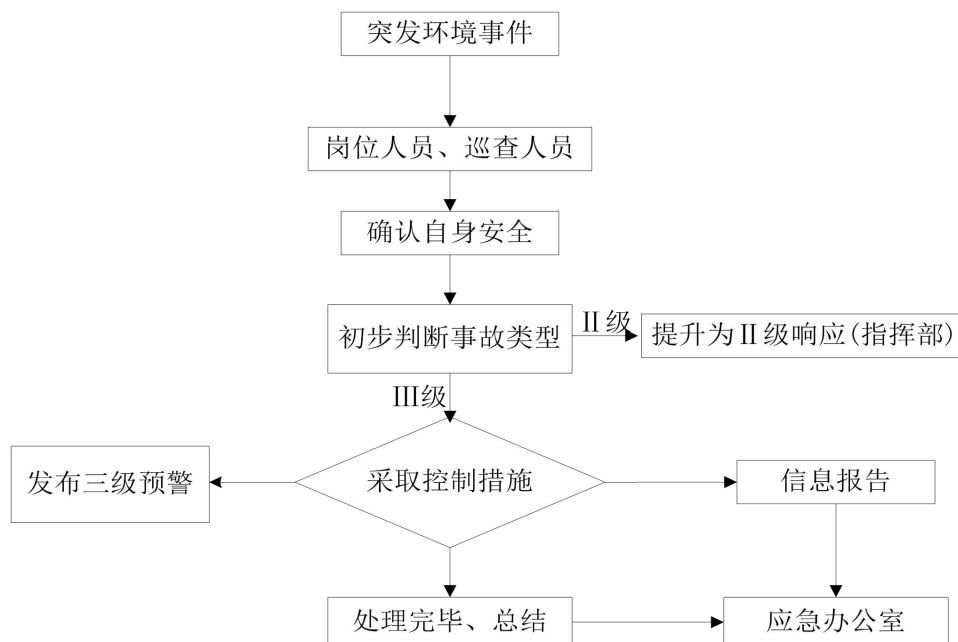 突发环境事件
岗位人员、巡查人员
确认自身安全
初步判断事故类型
II级
提升为II级响应(指挥部)
III级
发布三级预警
采取控制措施
信息报告
处理完毕、总结
应急办公室